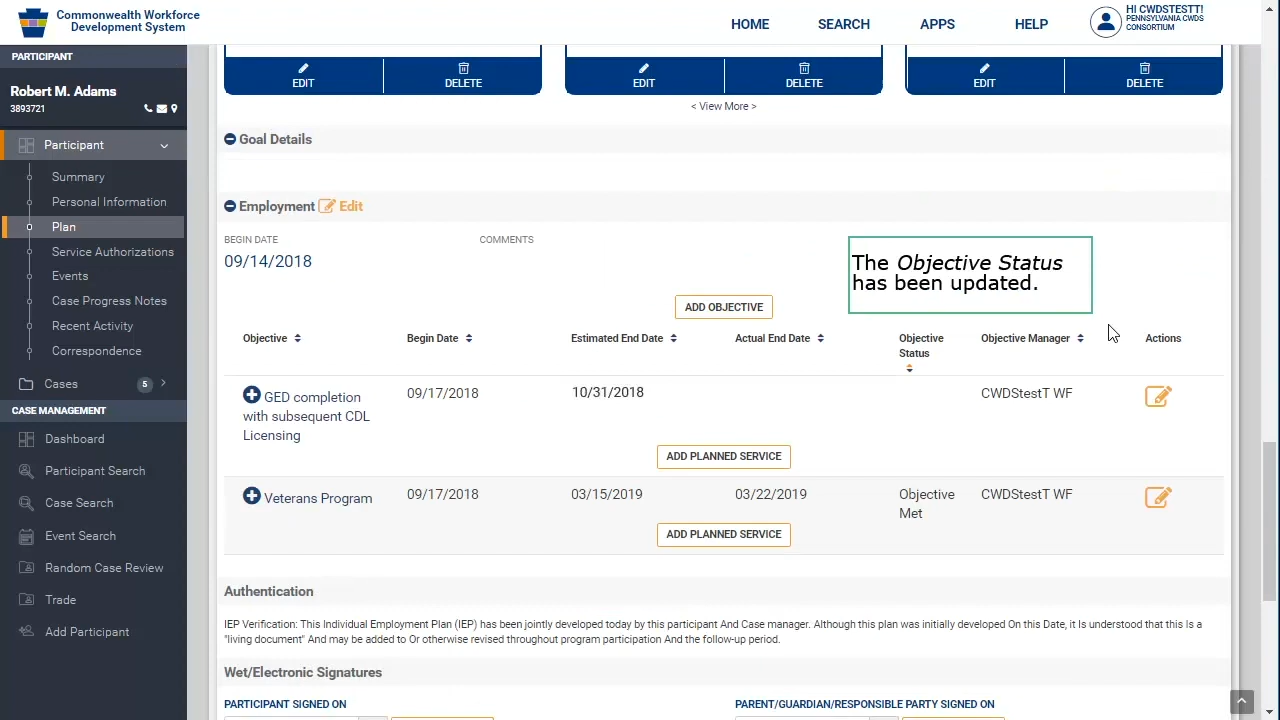 Commonwealth Workforce
Development System
HOME
SEARCH
APPS
HELP
HI CWDSTESTT!
PENNSYLVANIA CWDS
CONSORTIUM
PARTICIPANT
Robert M. Adams
3893721
Participant
Summary
Personal Information
Plan
Service Authorizations
Events
Case Progress Notes
Recent Activity
Correspondence
Cases 5
CASE MANAGEMENT
Dashboard
Participant Search
Case Search
Event Search
Random Case Review
Trade
Add Participant
EDIT DELETE EDIT DELETE EDIT DELETE
< View More >
Goal Details
Employment Edit
BEGIN DATE COMMENTS
09/14/2018
The Objective Status
has been updated.
ADD OBJECTIVE
Objective Begin Date Estimated End Date Actual End Date Objective Status Objective Manager Actions
GED completion with subsequent CDL Licensing 09/17/2018 10/31/2018 CWDStestT WF
ADD PLANNED SERVICE
Veterans Program 09/17/2018 03/15/2019 03/22/2019 Objective Met CWDStestT WF
ADD PLANNED SERVICE
Authentication
IEP Verification: This Individual Employment Plan (IEP) has been jointly developed today by this participant And Case manager. Although this plan was initially developed On this Date, it Is understood that this Is a
"living document" And may be added to Or otherwise revised throughout program participation And the follow-up period.
Wet/Electronic Signatures
PARTICIPANT SIGNED ON PARENT/GUARDIAN/RESPONSIBLE PARTY SIGNED ON